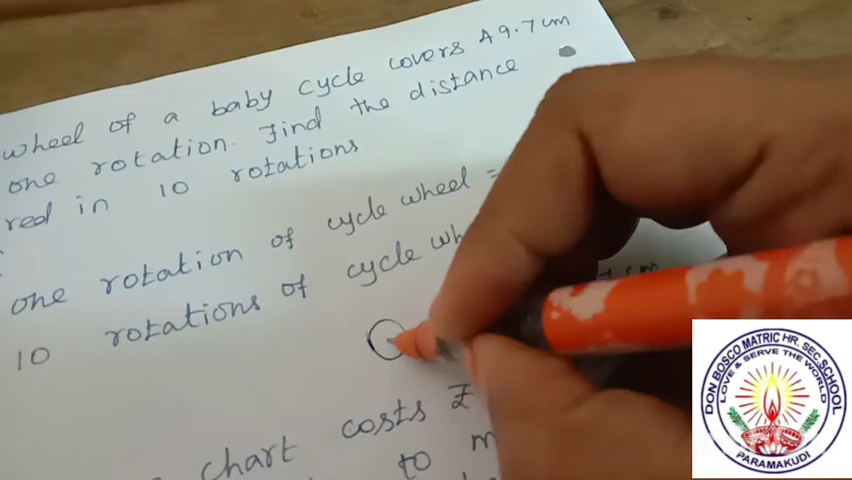 wheel of a baby cycle covers 49.7 cm
one rotation. Find the distance
red in 10 rotations
one rotation of cycle wheel =
10 rotations of cycle wh
cm
chart costs ₹
to m
DON BOSCO MATRIC HR. SEC SCHOOL
LOVE & SERVE THE WORLD
PARAMAKUDI